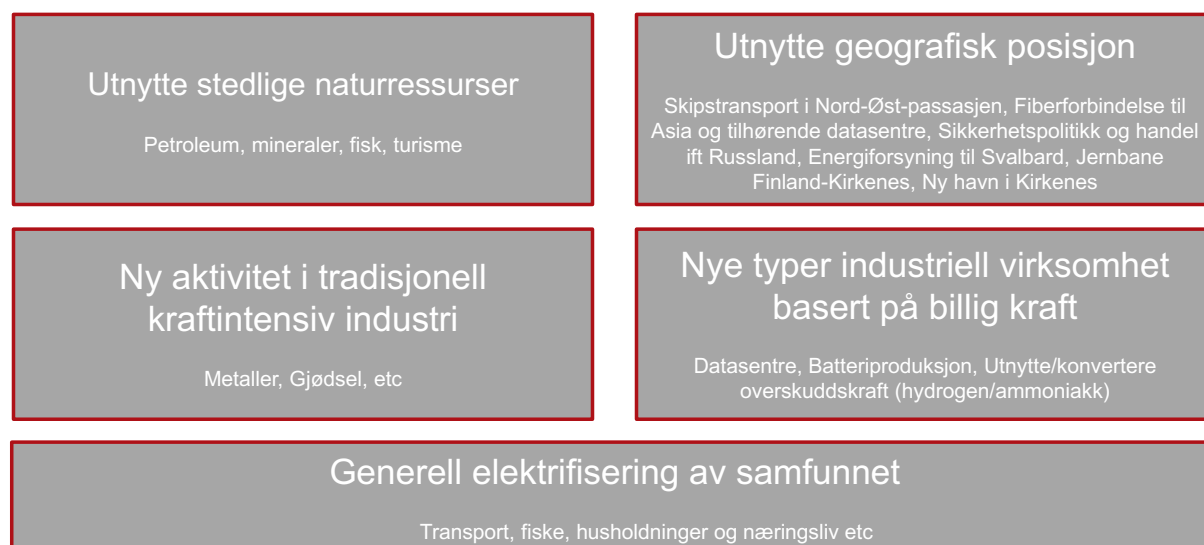 Utnytte stedlige naturressurser
Petroleum, mineraler, fisk, turisme
Utnytte geografisk posisjon
Skipstransport i Nord-Øst-passasjen, Fiberforbindelse til
Asia og tilhørende datasentre, Sikkerhetspolitikk og handel
ift Russland, Energiforsyning til Svalbard, Jernbane
Finland-Kirkenes, Ny havn i Kirkenes
Ny aktivitet i tradisjonell
kraftintensiv industri
Metaller, Gjødsel, etc
Nye typer industriell virksomhet
basert på billig kraft
Datasentre, Batteriproduksjon, Utnytte/konvertere
overskuddskraft (hydrogen/ammoniakk)
Generell elektrifisering av samfunnet
Transport, fiske, husholdninger og næringsliv etc